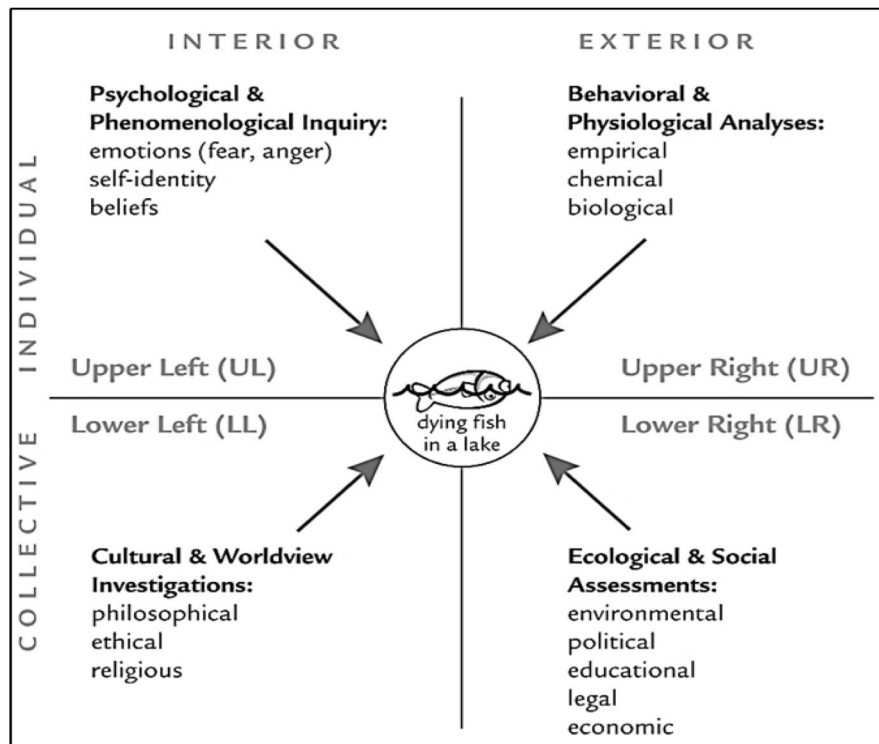 INTERIOR
EXTERIOR
INDIVIDUAL
Psychological &
Phenomenological Inquiry:
emotions (fear, anger)
self-identity
beliefs
Behavioral &
Physiological Analyses:
empirical
chemical
biological
Upper Left (UL)
Upper Right (UR)
dying fish
in a lake
COLLECTIVE
Lower Left (LL)
Lower Right (LR)
Cultural & Worldview
Investigations:
philosophical
ethical
religious
Ecological & Social
Assessments:
environmental
political
educational
legal
economic